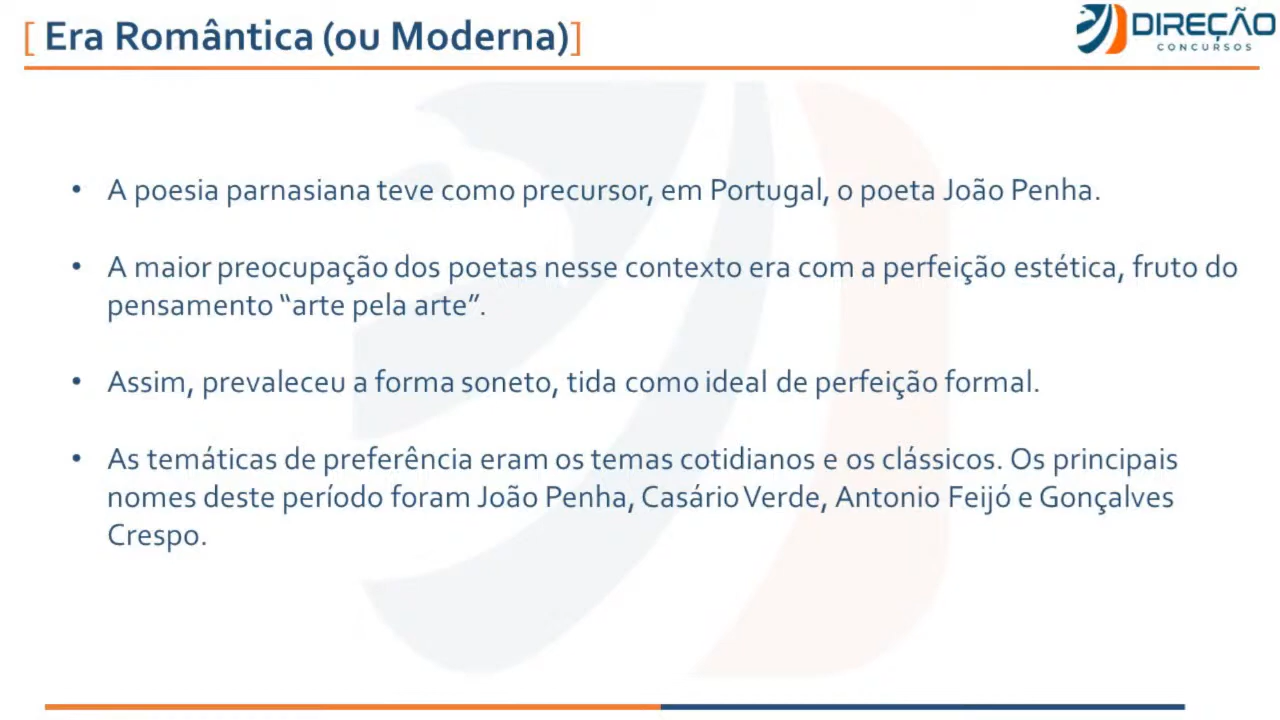 [ Era Romântica (ou Moderna)]
DIREÇÃO
CONCURSOS
• A poesia parnasiana teve como precursor, em Portugal, o poeta João Penha.
• A maior preocupação dos poetas nesse contexto era com a perfeição estética, fruto do
pensamento “arte pela arte”.
• Assim, prevaleceu a forma soneto, tida como ideal de perfeição formal.
• As temáticas de preferência eram os temas cotidianos e os clássicos. Os principais
nomes deste período foram João Penha, Casário Verde, Antonio Feijó e Gonçalves
Crespo.